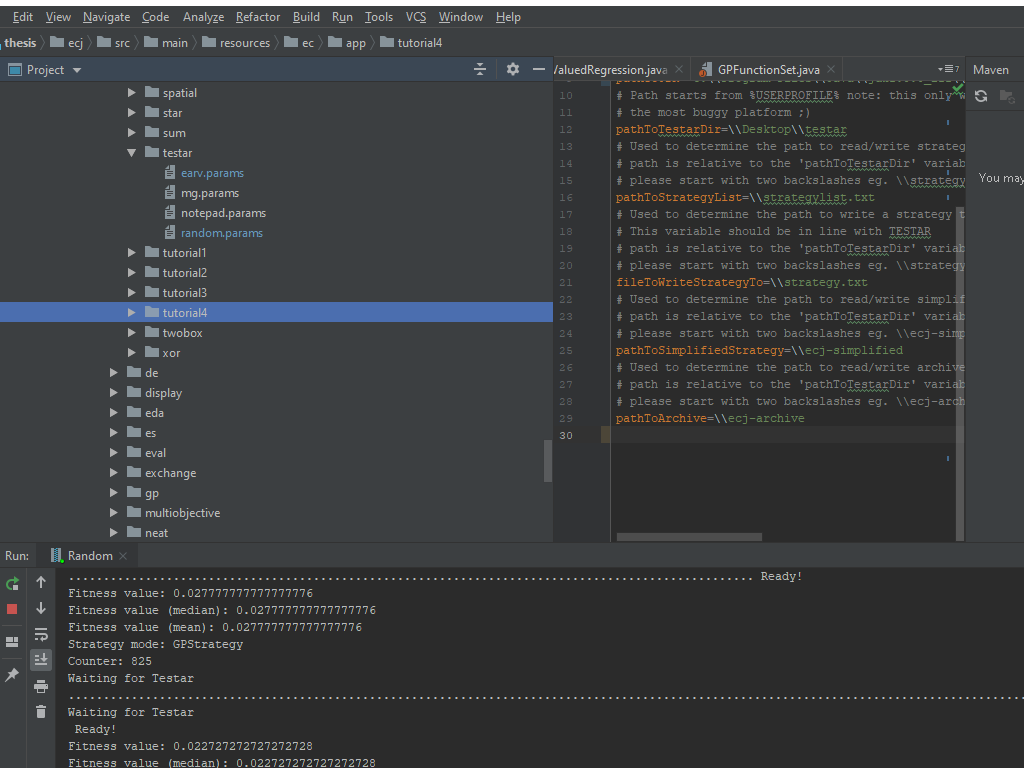 Edit View Navigate Code Analyze Refactor Build Run Tools VCS Window Help
thesis ecj src main resources ec app tutorial4
Project
spatial
star
sum
testar
earv.params
mg.params
notepad.params
random.params
tutorial1
tutorial2
tutorial3
tutorial4
twobox
xor
de
display
eda
es
eval
exchange
gp
multiobjective
neat
/aluedRegression.java GPFunctionSet.java 7
10 # Path starts from %USERPROFILE% note: this only w
11 # the most buggy platform ;)
12 pathToTestarDir=\\Desktop\\testar
13 # Used to determine the path to read/write strateg
14 # path is relative to the 'pathToTestarDir' variab
15 # please start with two backslashes eg. \\strategy
16 pathToStrategyList=\\strategylist.txt
17 # Used to determine the path to write a strategy t
18 # This variable should be in line with TESTAR
19 # path is relative to the 'pathToTestarDir' variab
20 # please start with two backslashes eg. \\strategy
21 fileToWriteStrategyTo=\\strategy.txt
22 # Used to determine the path to read/write simplif
23 # path is relative to the 'pathToTestarDir' variab
24 # please start with two backslashes eg. \\ecj-simp
25 pathToSimplifiedStrategy=\\ecj-simplified
26 # Used to determine the path to read/write archive
27 # path is relative to the 'pathToTestarDir' variab
28 # please start with two backslashes eg. \\ecj-arch
29 pathToArchive=\\ecj-archive
30
Maven
You may
Run: Random
.................................................................................................. Ready!
Fitness value: 0.027777777777777776
Fitness value (median): 0.027777777777777776
Fitness value (mean): 0.027777777777777776
Strategy mode: GPStrategy
Counter: 825
Waiting for Testar
Waiting for Testar
Ready!
Fitness value: 0.022727272727272728
Fitness value (median): 0.022727272727272728